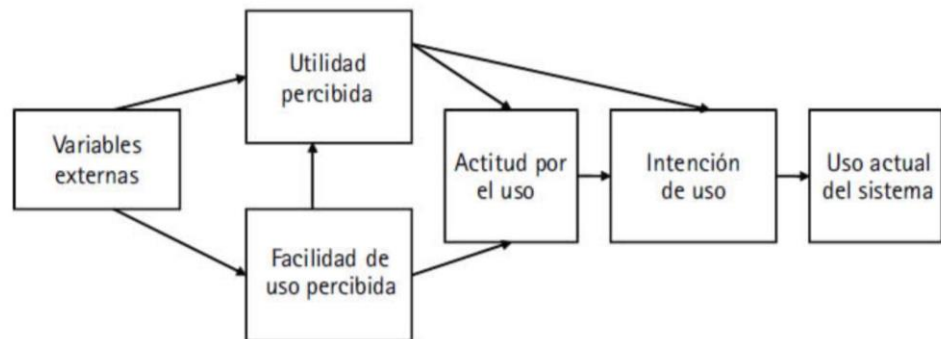 Utilidad
percibida
Variables
externas
Actitud por
el uso
Intención
de uso
Uso actual
del sistema
Facilidad de
uso percibida